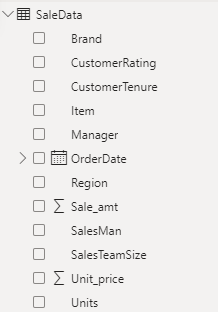 SaleData
Brand
CustomerRating
CustomerTenure
Item
Manager
OrderDate
Region
Sale_amt
SalesMan
SalesTeamSize
Unit_price
Units